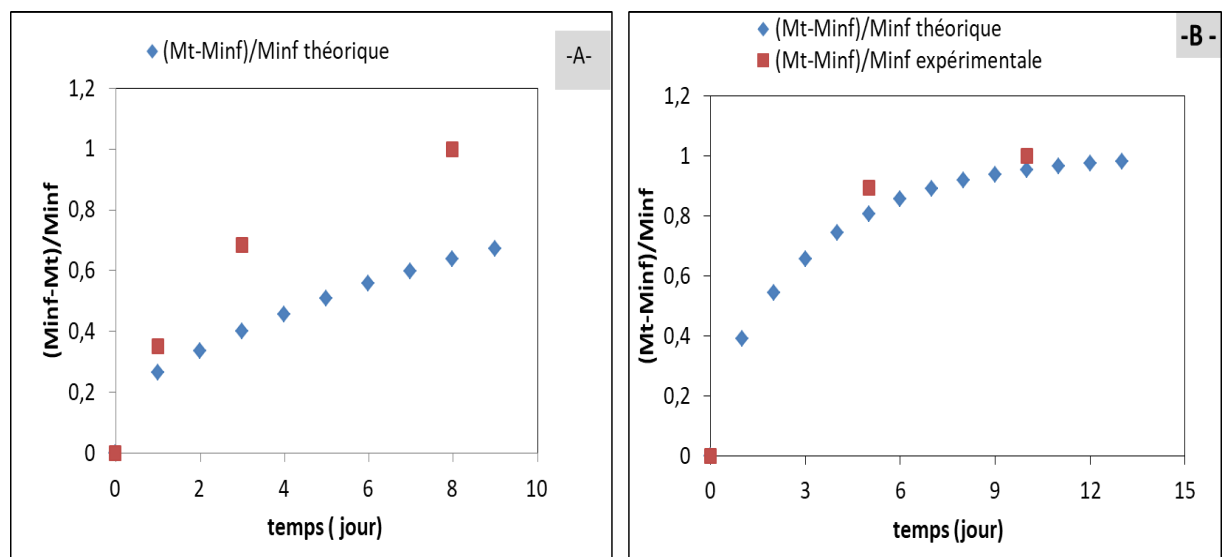 (Mt-Minf)/Minf théorique
-A-
1,2
1
0,8
0,6
0,4
0,2
0
0
2
4
6
8
10
(Minf-Mt)/Minf
temps ( jour)
(Mt-Minf)/Minf théorique
(Mt-Minf)/Minf expérimentale
-B -
1,2
1
0,8
0,6
0,4
0,2
0
0
3
6
9
12
15
(Mt-Minf)/Minf
temps (jour)